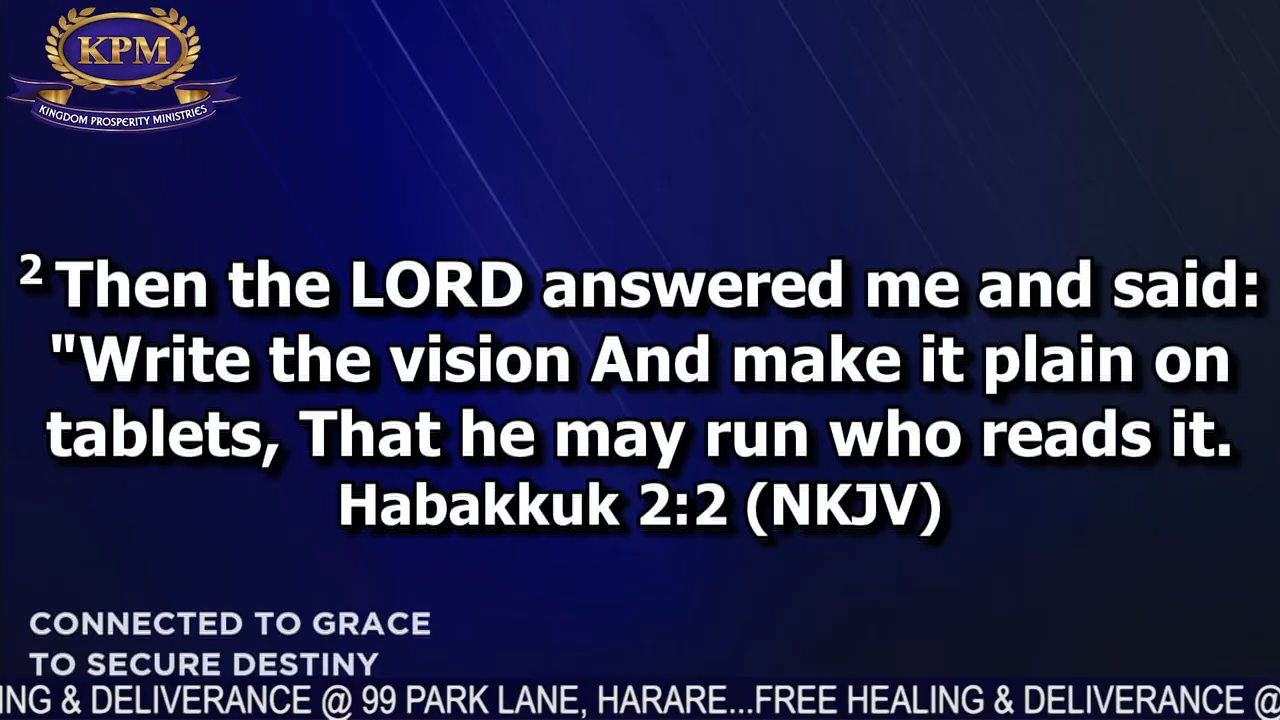 KPM
KINGDOM PROSPERITY MINISTRIES
2 Then the LORD answered me and said:
"Write the vision And make it plain on
tablets, That he may run who reads it.
Habakkuk 2:2 (NKJV)
CONNECTED TO GRACE
TO SECURE DESTINY
ING & DELIVERANCE @ 99 PARK LANE, HARARE...FREE HEALING & DELIVERANCE @